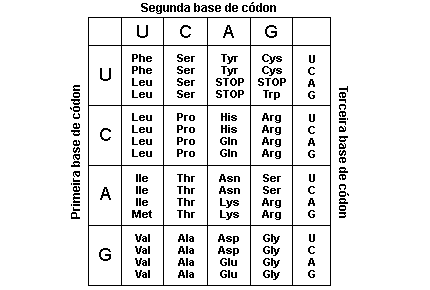 Segunda base de códon
U C A G
Primeira base de códon
Terceira base de códon
U
Phe Ser Tyr Cys U
Phe Ser Tyr Cys C
Leu Ser STOP STOP A
Leu Ser STOP Trp G
C
Leu Pro His Arg U
Leu Pro His Arg C
Leu Pro Gln Arg A
Leu Pro Gln Arg G
A
Ile Thr Asn Ser U
Ile Thr Asn Ser C
Ile Thr Lys Arg A
Met Thr Lys Arg G
G
Val Ala Asp Gly U
Val Ala Asp Gly C
Val Ala Glu Gly A
Val Ala Glu Gly G